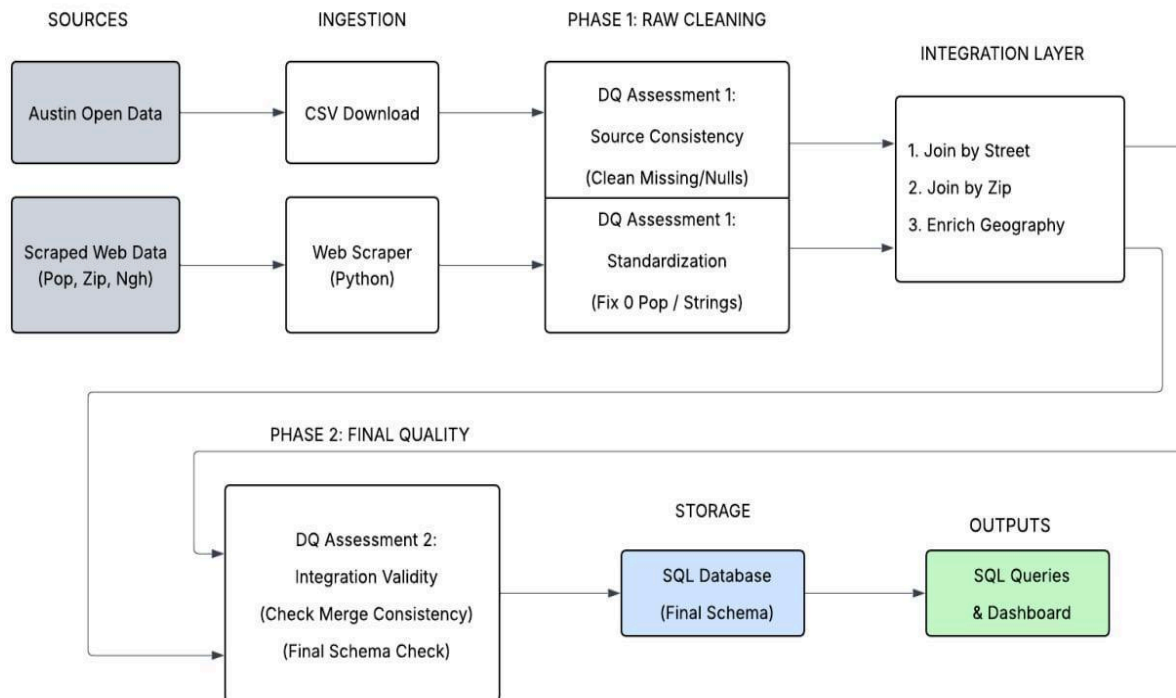 SOURCES
INGESTION
PHASE 1: RAW CLEANING
INTEGRATION LAYER
Austin Open Data
CSV Download
DQ Assessment 1:
Source Consistency
(Clean Missing/Nulls)
Scraped Web Data
(Pop, Zip, Ngh)
Web Scraper
(Python)
DQ Assessment 1:
Standardization
(Fix 0 Pop / Strings)
1. Join by Street
2. Join by Zip
3. Enrich Geography
PHASE 2: FINAL QUALITY
DQ Assessment 2:
Integration Validity
(Check Merge Consistency)
(Final Schema Check)
STORAGE
SQL Database
(Final Schema)
OUTPUTS
SQL Queries
& Dashboard